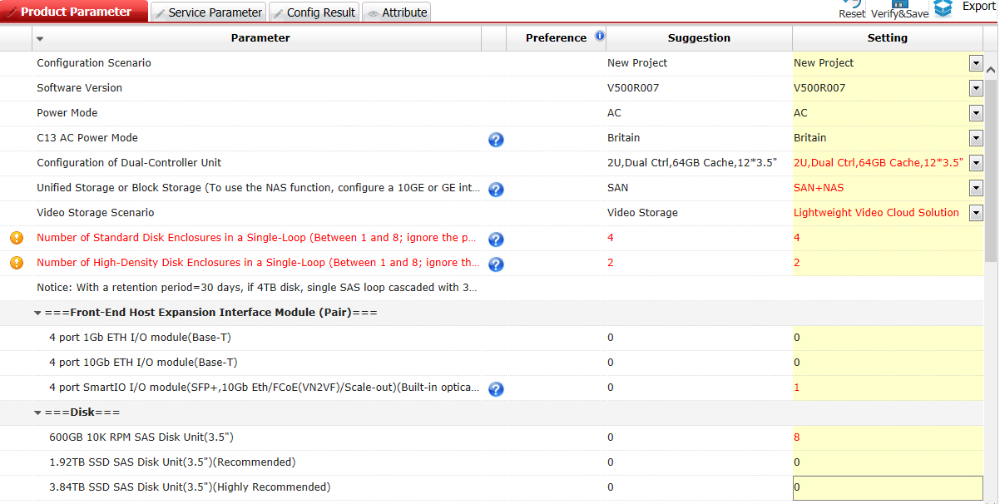 Product Parameter Service Parameter Config Result Attribute Reset Verify&Save Export
Parameter Preference Suggestion Setting
Configuration Scenario New Project New Project
Software Version V500R007 V500R007
Power Mode AC AC
C13 AC Power Mode Britain Britain
Configuration of Dual-Controller Unit 2U,Dual Ctrl,64GB Cache,12*3.5" 2U,Dual Ctrl,64GB Cache,12*3.5"
Unified Storage or Block Storage (To use the NAS function, configure a 10GE or GE int... SAN SAN+NAS
Video Storage Scenario Video Storage Lightweight Video Cloud Solution
Number of Standard Disk Enclosures in a Single-Loop (Between 1 and 8; ignore the p... 4 4
Number of High-Density Disk Enclosures in a Single-Loop (Between 1 and 8; ignore th... 2 2
Notice: With a retention period=30 days, if 4TB disk, single SAS loop cascaded with 3...
===Front-End Host Expansion Interface Module (Pair)===
4 port 1Gb ETH I/O module(Base-T) 0 0
4 port 10Gb ETH I/O module(Base-T) 0 0
4 port SmartIO I/O module(SFP+,10Gb Eth/FCoE(VN2VF)/Scale-out)(Built-in optica... 0 1
===Disk===
600GB 10K RPM SAS Disk Unit(3.5") 0 8
1.92TB SSD SAS Disk Unit(3.5")(Recommended) 0 0
3.84TB SSD SAS Disk Unit(3.5")(Highly Recommended) 0 0